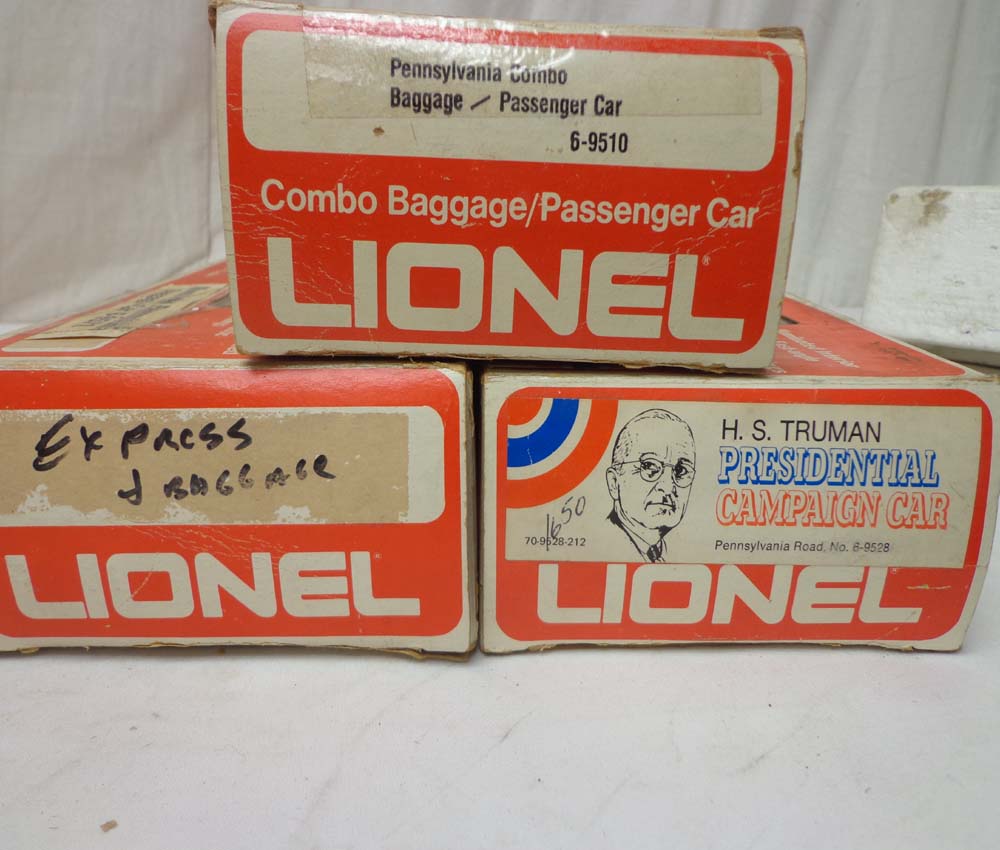 Pennsylvania Combo
Baggage / Passenger Car
6-9510
Combo Baggage/Passenger Car
LIONEL®
EXPRESS
& BAGGAGE
LIONEL
H. S. TRUMAN
PRESIDENTIAL
CAMPAIGN CAR
16 50
70-9528-212
Pennsylvania Road, No. 6-9528
LIONEL